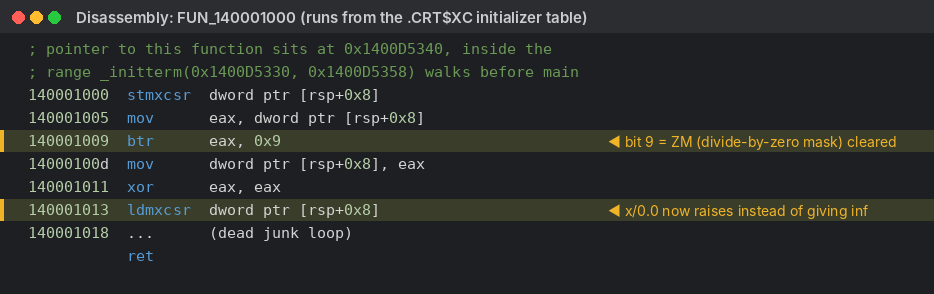 Disassembly: FUN_140001000 (runs from the .CRT$XC initializer table)
; pointer to this function sits at 0x1400D5340, inside the
; range _initterm(0x1400D5330, 0x1400D5358) walks before main
140001000 stmxcsr dword ptr [rsp+0x8]
140001005 mov eax, dword ptr [rsp+0x8]
140001009 btr eax, 0x9 ◀ bit 9 = ZM (divide-by-zero mask) cleared
14000100d mov dword ptr [rsp+0x8], eax
140001011 xor eax, eax
140001013 ldmxcsr dword ptr [rsp+0x8] ◀ x/0.0 now raises instead of giving inf
140001018 ... (dead junk loop)
ret